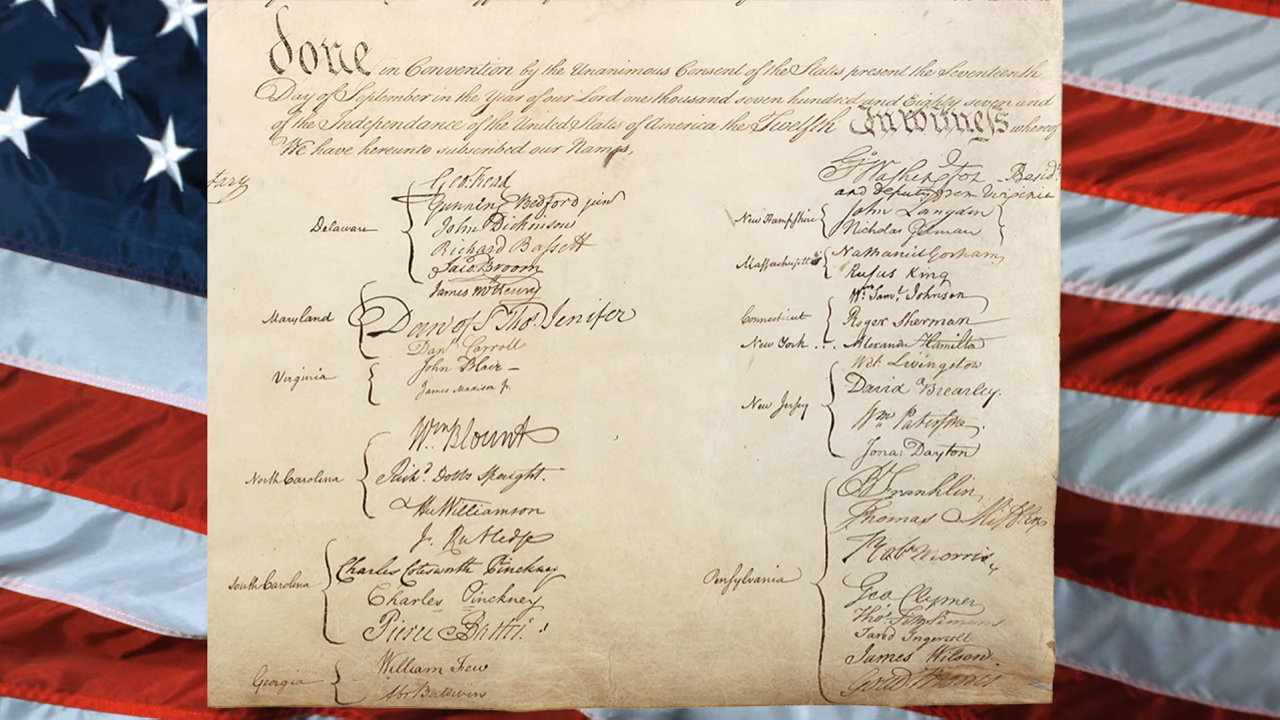 done in Convention by the Unanimous Consent of the States present the Seventeenth
Day of September in the Year of our Lord one thousand seven hundred and Eighty seven and
of the Independance of the United States of America the Twelfth In witness whereof
We have hereunto subscribed our Names,
tary
Delaware
Geo: Read
Gunning Bedford jun
John Dickinson
Richard Bassett
Jaco: Broom
Maryland
James McHenry
Dan of St Thos. Jenifer
Danl Carroll
Virginia
John Blair —
James Madison Jr.
North Carolina
Wm Blount
Richd. Dobbs Spaight.
Hu Williamson
South Carolina
J. Rutledge
Charles Cotesworth Pinckney
Charles Pinckney
Pierce Butler.
Georgia
William Few
Abr Baldwin
Go Washington Presidt
and deputy from Virginia
New Hampshire
John Langdon
Nicholas Gilman
Massachusetts
Nathaniel Gorham
Rufus King
Connecticut
Wm Saml Johnson
Roger Sherman
New York . . . Alexander Hamilton
New Jersey
Wil: Livingston
David Brearley.
Wm Paterson.
Jona: Dayton
Pensylvania
B Franklin
Thomas Mifflin
Robt Morris
Geo. Clymer
Thos. FitzSimons
Jared Ingersoll
James Wilson.
Gouv Morris